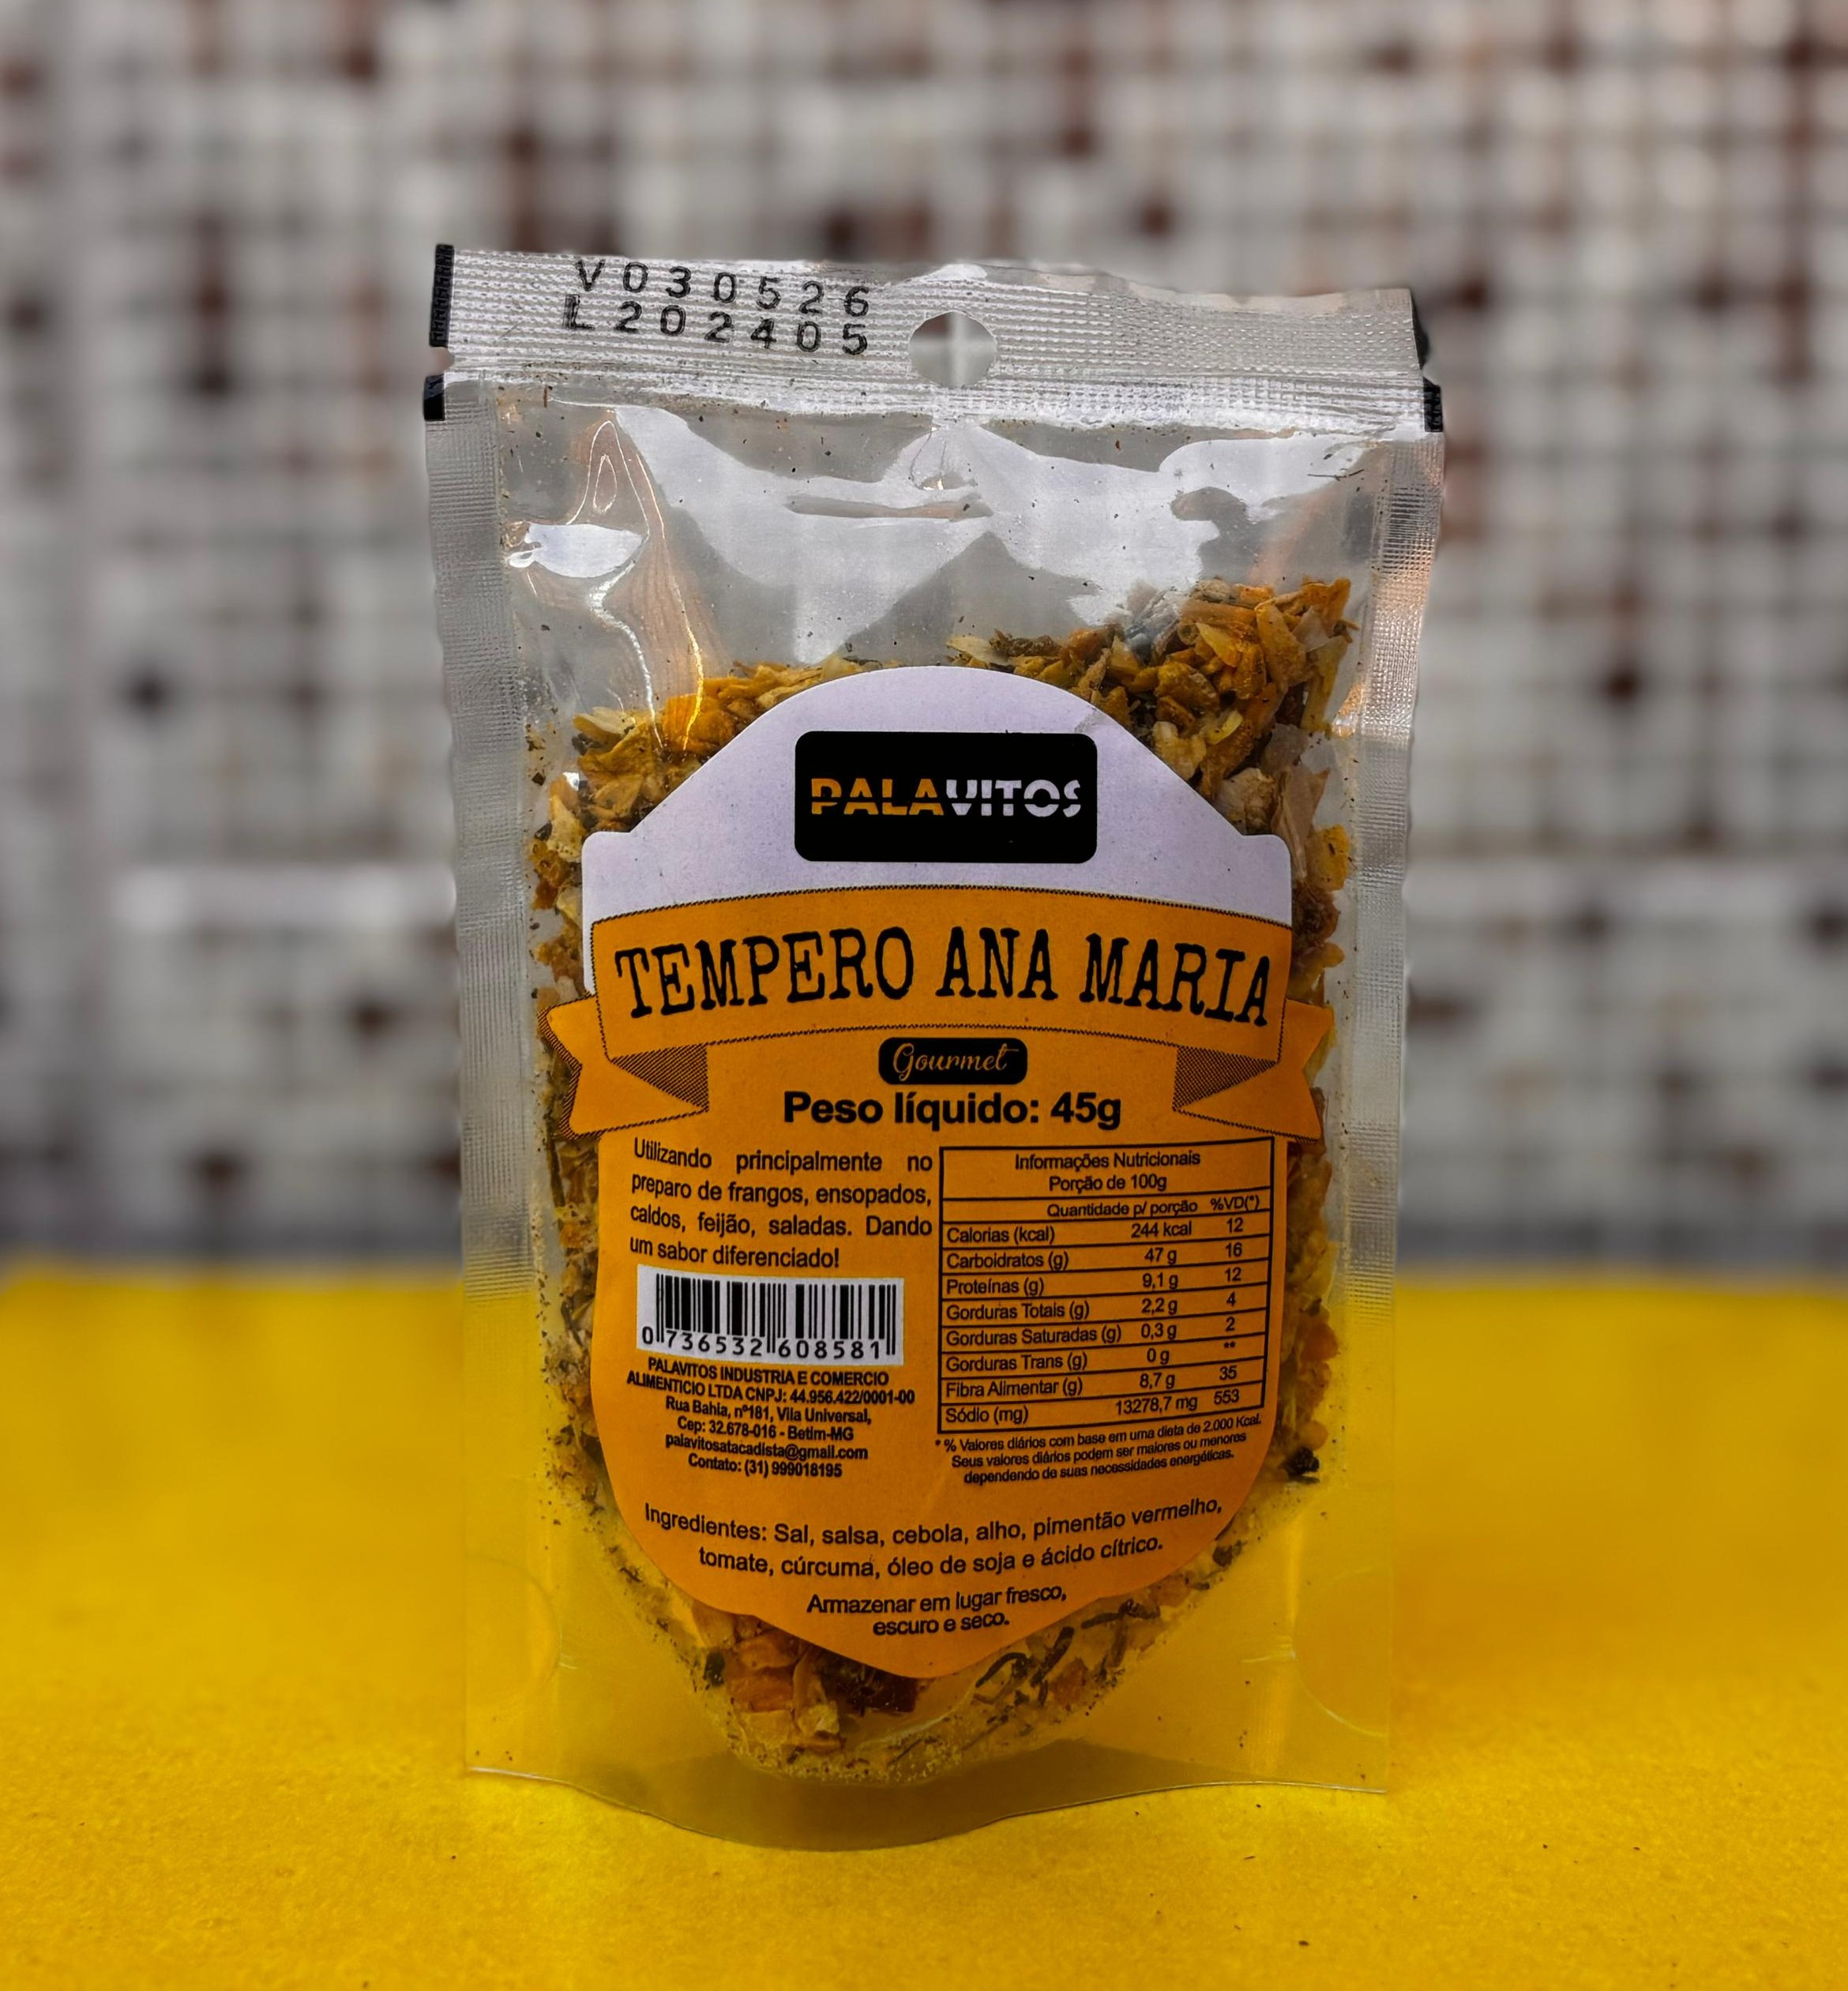 V030526
L202405
PALAVITOS
TEMPERO ANA MARIA
Gourmet
Peso líquido: 45g
Utilizando principalmente no
preparo de frangos, ensopados,
caldos, feijão, saladas. Dando
um sabor diferenciado!
0 736532 608581
PALAVITOS INDUSTRIA E COMERCIO
ALIMENTICIO LTDA CNPJ: 44.956.422/0001-00
Rua Bahia, nº181, Vila Universal,
Cep: 32.678-016 - Betim-MG
palavitosatacadista@gmail.com
Contato: (31) 999018195
Informações Nutricionais
Porção de 100g
Quantidade p/ porção %VD(*)
Calorias (kcal) 244 kcal 12
Carboidratos (g) 47 g 16
Proteínas (g) 9,1 g 12
Gorduras Totais (g) 2,2 g 4
Gorduras Saturadas (g) 0,3 g 2
Gorduras Trans (g) 0 g **
Fibra Alimentar (g) 8,7 g 35
Sódio (mg) 13278,7 mg 553
* % Valores diários com base em uma dieta de 2.000 Kcal.
Seus valores diários podem ser maiores ou menores
dependendo de suas necessidades energéticas.
Ingredientes: Sal, salsa, cebola, alho, pimentão vermelho,
tomate, cúrcuma, óleo de soja e ácido cítrico.
Armazenar em lugar fresco,
escuro e seco.